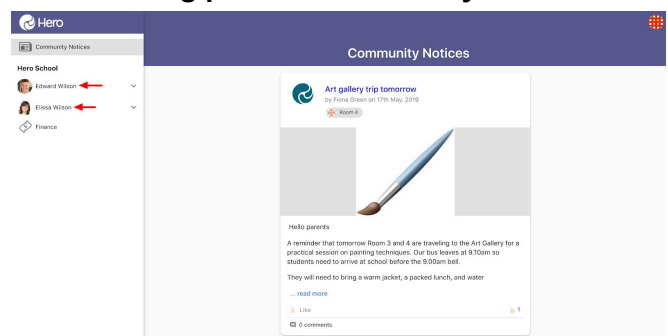 Hero
Community Notices
Hero School
Edward Wilson
Elissa Wilson
Finance
Community Notices
Art gallery trip tomorrow
by Fiona Green on 17th May, 2019
Room 4
Hello parents
A reminder that tomorrow Room 3 and 4 are traveling to the Art Gallery for a
practical session on painting techniques. Our bus leaves at 9.10am so
students need to arrive at school before the 9.00am bell.
They will need to bring a warm jacket, a packed lunch, and water
... read more
Like
1
0 comments